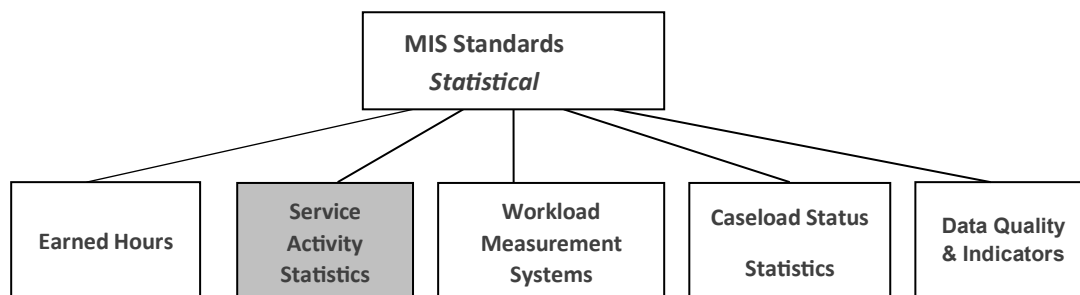 MIS Standards
Statistical
Earned Hours
Service
Activity
Statistics
Workload
Measurement
Systems
Caseload Status
Statistics
Data Quality
& Indicators